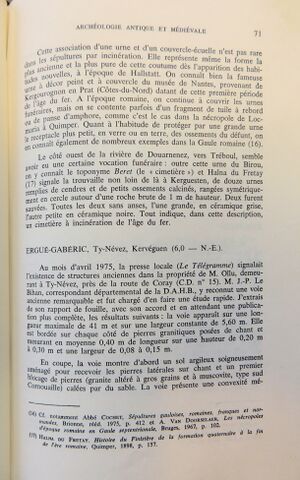 ARCHÉOLOGIE ANTIQUE ET MÉDIÉVALE
71
Cette association d'une urne et d'un couvercle-écuelle n'est pas rare
dans les sépultures par incinération. Elle représente même la forme la
plus ancienne et la plus pure de cette coutume dès l'apparition des habi-
tudes nouvelles, à l'époque de Hallstatt. On connaît bien la fameuse
urne à décor peint et à couvercle du musée de Nantes, provenant de
Kerguerriec en Prat (Côtes-du-Nord) datant de cette première période
de l'âge du fer. A l'époque romaine, on continue à couvrir les urnes
funéraires, mais on se contente parfois d'un fragment de tuile à rebord
ou de panse d'amphore, comme c'est le cas dans la nécropole de Loc-
maria à Quimper. Quant à l'habitude de protéger une grande urne
par réceptacle plus petit, en verre ou en terre, des ossements du défunt, on
en connaît également de nombreux exemples dans la Gaule romaine (16).
Le côté ouest de la rivière de Douarnenez, vers Tréboul, semble
avoir eu une certaine vocation funéraire : outre cette urne du Birou,
on y connaît le toponyme Beret (le « cimetière ») et Halna du Fretay
(17) signale la trouvaille non loin de là à Kerguesten, de douze urnes
remplies de cendres et de petits ossements calcinés, rangées symétrique-
ment en cercle autour d'une roche brute de 1 m de hauteur. Deux furent
sauvées. Toutes les deux sont anses, l'une grande, en céramique grise,
l'autre petite en céramique noire. Tout indique, dans cette description,
un cimetière à incinération de l'âge du fer.
ERGUÉ-GABÉRIC, Ty-Névez, Kervéguen (6,0 — N.-E.).
Au mois d'avril 1975, la presse locale (Le Télégramme) signalait
l'existence de structures anciennes dans la propriété de M. Ollu, demeu-
rant à Ty-Névez, près de la route de Coray (C.D. n° 15). M. J.-P. Le
Bihan, correspondant départemental de la D.A.H.B., y reconnut une voie
ancienne remarquable et fut chargé d'en faire une étude rapide. J'extrais
de son rapport de fouille, avec son accord et en attendant une publica-
tion plus complète, les résultats suivants : la voie apparaît sur une lon-
gueur maximale de 41 m et sur une largeur constante de 5,60 m. Elle
est bordée sur chaque côté de pierres granitiques posées de chant et
mesurant en moyenne 0,40 m de longueur sur une hauteur de 0,20 m
à 0,30 m et une largeur de 0,08 à 0,15 m.
En coupe, la voie montre d'abord un sol argileux soigneusement
aménagé pour recevoir les pierres latérales sur chant et un premier
blocage de pierres (granite altéré à gros grains et à muscovite, type sud
Cornouaille) calées par du sable. La voie présente une convexité mé-
(16) Cf. notamment Abbé COCHET, Sépultures gauloises, romaines, franques et nor-
mandes, Brionne, rééd. 1975, p. 412 et A. VAN DOORSELAER, Les nécropoles
d'époque romaine en Gaule septentrionale, Bruges, 1967, p. 102.
(17) HALNA DU FRETAY, Histoire du Finistère de la formation quaternaire à la fin
de l'ère romaine, Quimper, 1898, p. 137.